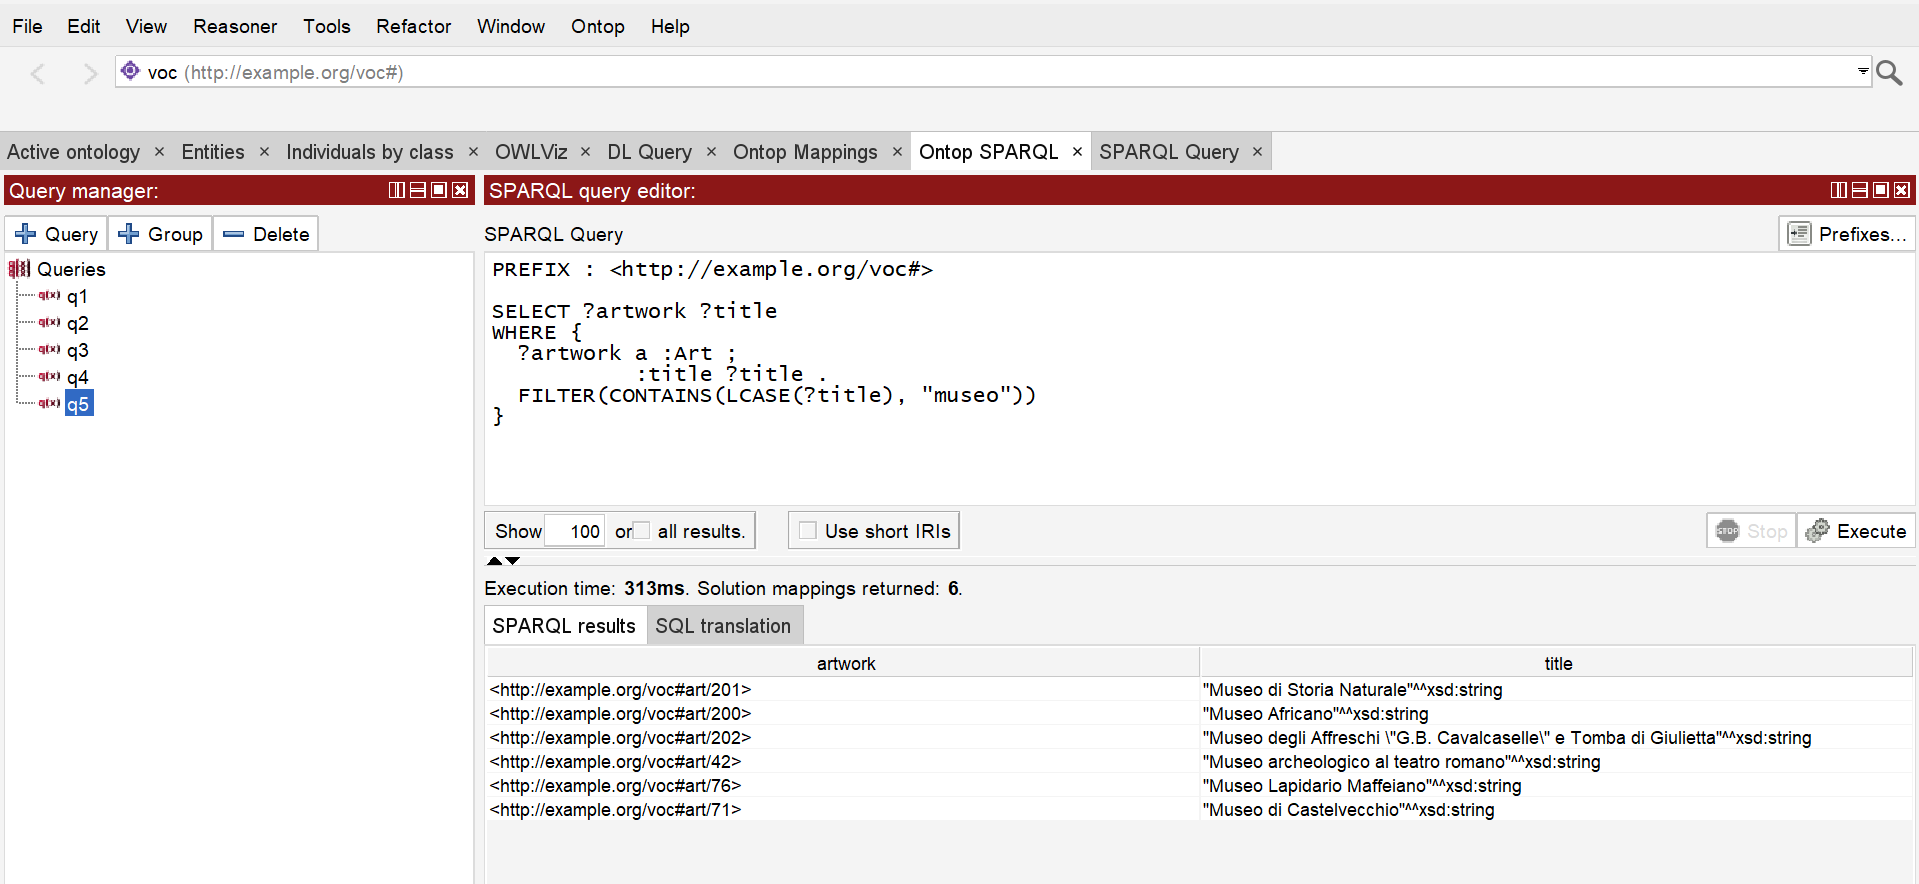 File Edit View Reasoner Tools Refactor Window Ontop Help
voc (http://example.org/voc#)
Active ontology × Entities × Individuals by class × OWLViz × DL Query × Ontop Mappings × Ontop SPARQL × SPARQL Query ×
Query manager:
Query Group Delete
Queries
q(x) q1
q(x) q2
q(x) q3
q(x) q4
q(x) q5
SPARQL query editor:
SPARQL Query
Prefixes...
PREFIX : <http://example.org/voc#>
SELECT ?artwork ?title
WHERE {
?artwork a :Art ;
:title ?title .
FILTER(CONTAINS(LCASE(?title), "museo"))
}
Show 100 or all results. Use short IRIs STOP Stop Execute
Execution time: 313ms. Solution mappings returned: 6.
SPARQL results SQL translation
artwork title
<http://example.org/voc#art/201> "Museo di Storia Naturale"^^xsd:string
<http://example.org/voc#art/200> "Museo Africano"^^xsd:string
<http://example.org/voc#art/202> "Museo degli Affreschi \"G.B. Cavalcaselle\" e Tomba di Giulietta"^^xsd:string
<http://example.org/voc#art/42> "Museo archeologico al teatro romano"^^xsd:string
<http://example.org/voc#art/76> "Museo Lapidario Maffeiano"^^xsd:string
<http://example.org/voc#art/71> "Museo di Castelvecchio"^^xsd:string